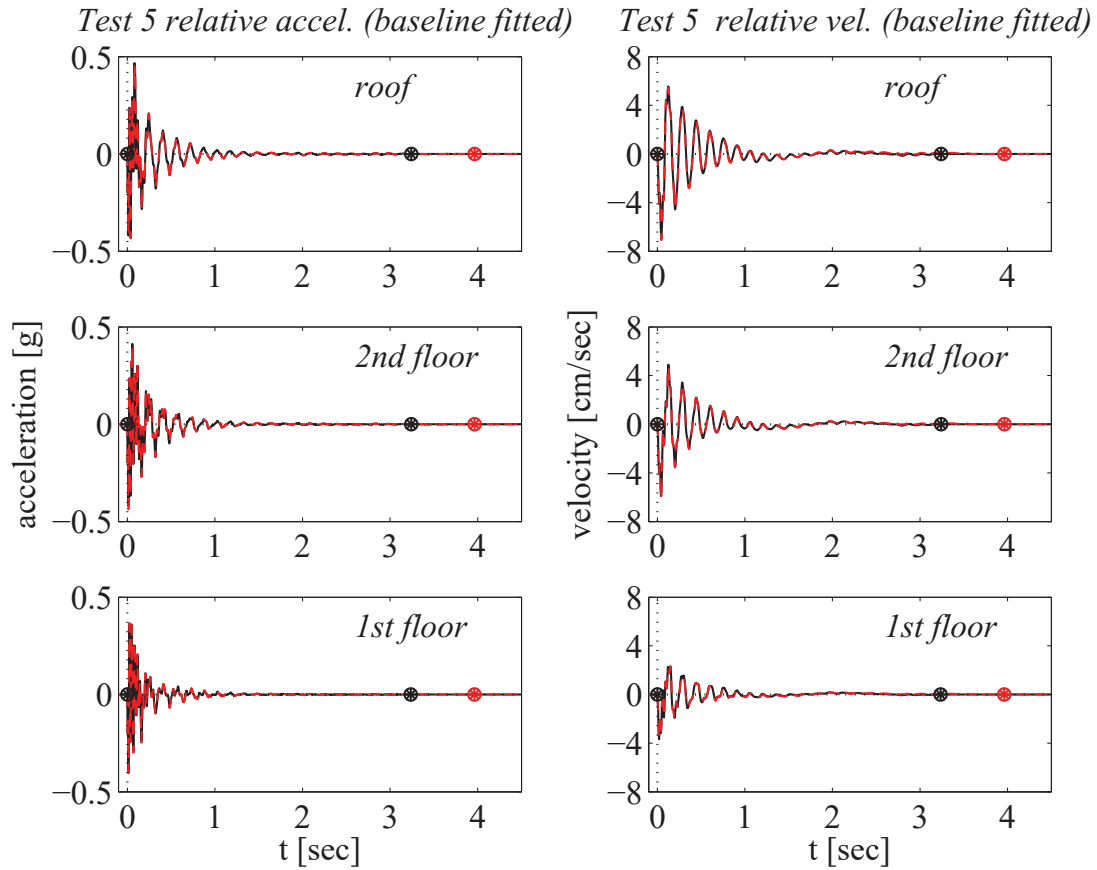 Test 5 relative accel. (baseline fitted)
Test 5 relative vel. (baseline fitted)
0.5
0
−0.5
roof
0 1 2 3 4
8
4
0
−4
−8
roof
0 1 2 3 4
acceleration [g]
0.5
0
−0.5
2nd floor
0 1 2 3 4
velocity [cm/sec]
8
4
0
−4
−8
2nd floor
0 1 2 3 4
0.5
0
−0.5
1st floor
0 1 2 3 4
t [sec]
8
4
0
−4
−8
1st floor
0 1 2 3 4
t [sec]